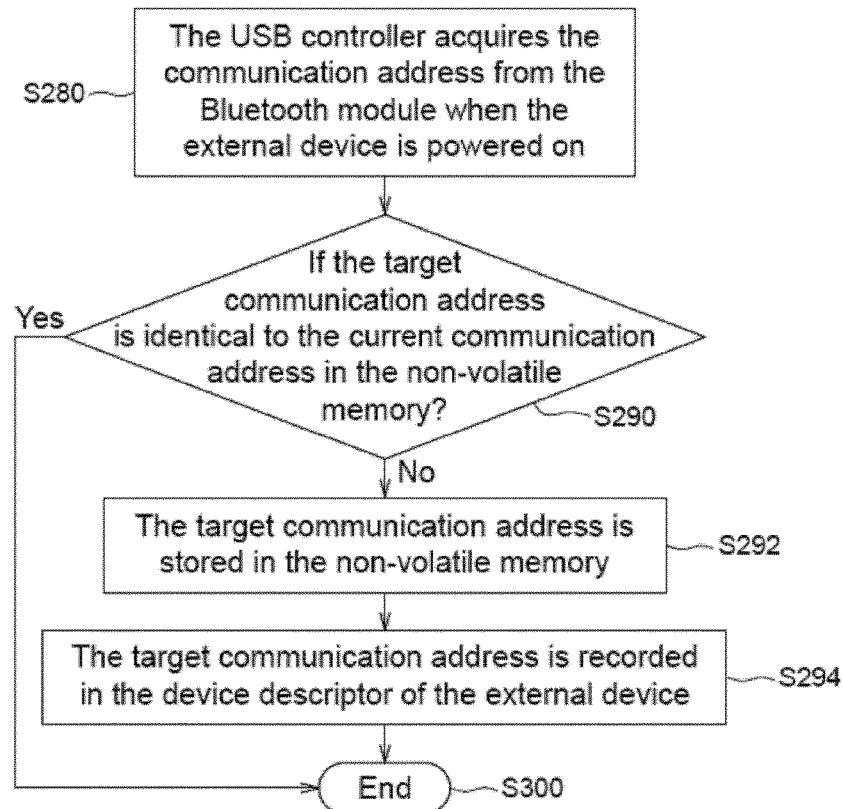 The USB controller acquires the
communication address from the
Bluetooth module when the
external device is powered on
S280
If the target
communication address
is identical to the current communication
address in the non-volatile
memory?
Yes
S290
No
The target communication address is
stored in the non-volatile memory
S292
The target communication address is recorded
in the device descriptor of the external device
S294
End
S300